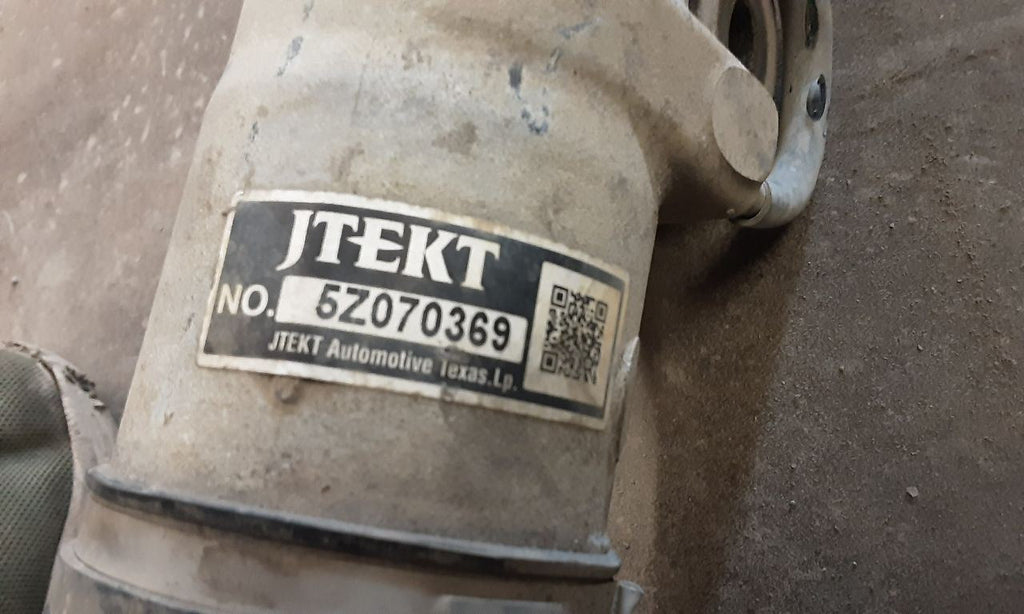 JTEKT
NO. 5Z070369
JTEKT Automotive Texas.Lp.